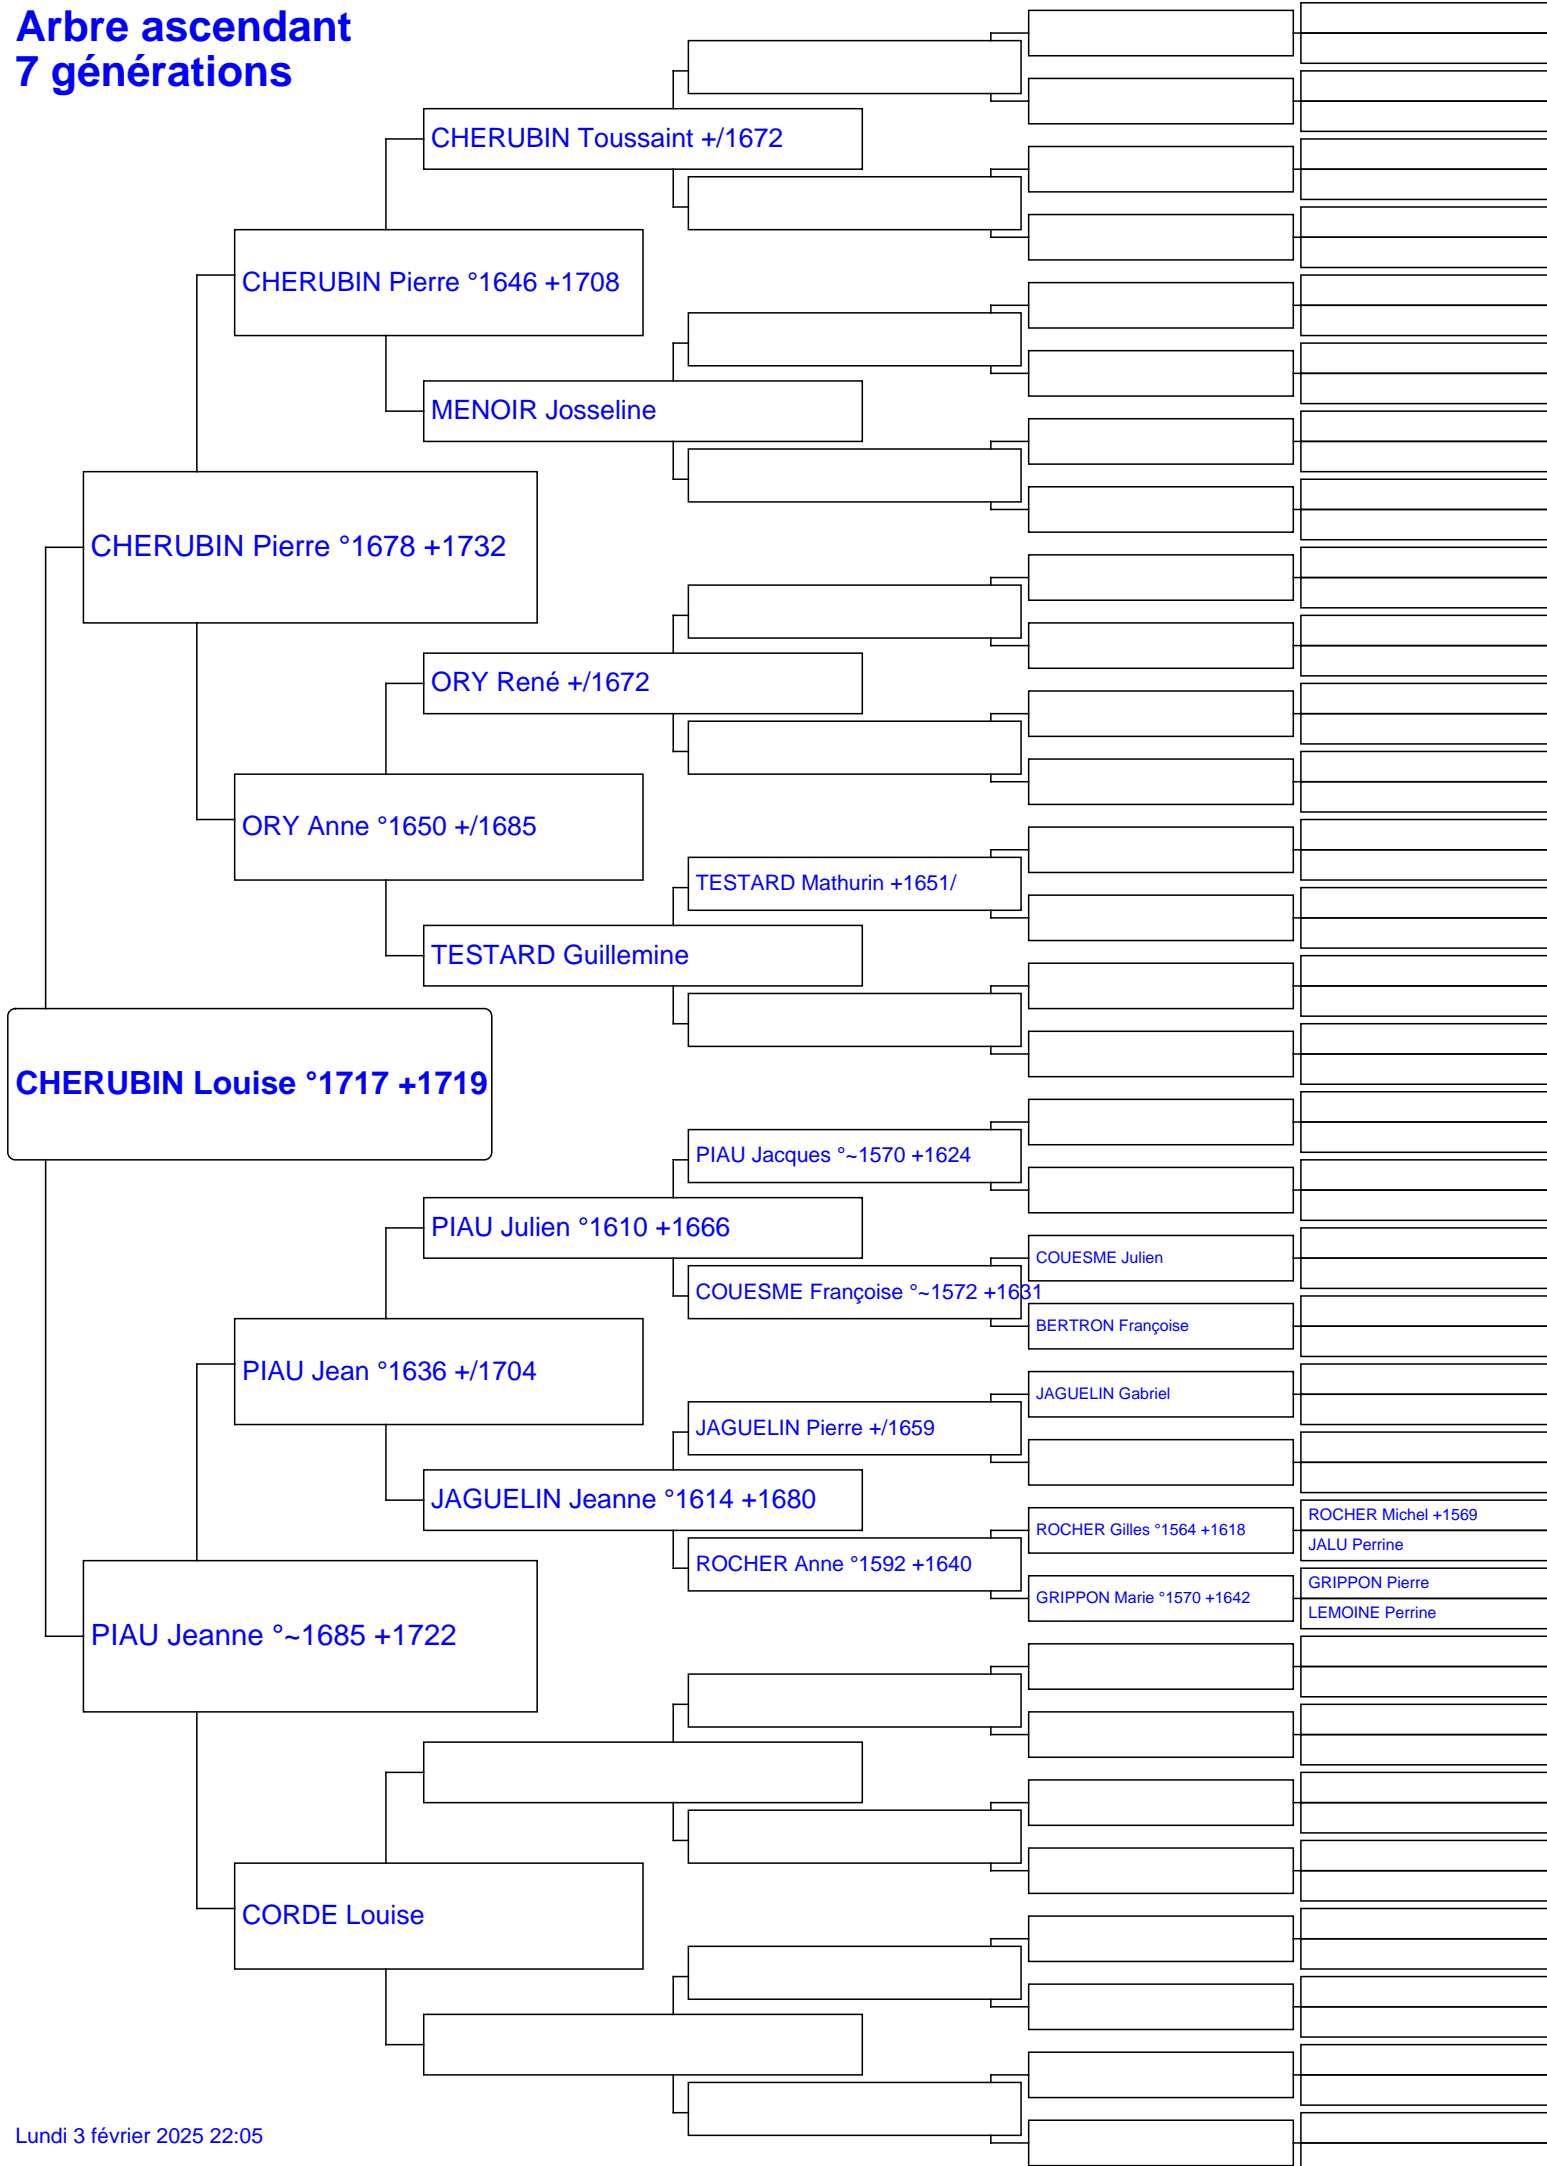 Arbre ascendant
7 générations
CHERUBIN Toussaint +/1672
CHERUBIN Pierre °1646 +1708
MENOIR Josseline
CHERUBIN Pierre °1678 +1732
ORY René +/1672
ORY Anne °1650 +/1685
TESTARD Mathurin +1651/
TESTARD Guillemine
CHERUBIN Louise °1717 +1719
PIAU Jacques °~1570 +1624
PIAU Julien °1610 +1666
COUESME Julien
COUESME Françoise °~1572 +1631
BERTRON Françoise
PIAU Jean °1636 +/1704
JAGUELIN Gabriel
JAGUELIN Pierre +/1659
JAGUELIN Jeanne °1614 +1680
ROCHER Michel +1569
ROCHER Gilles °1564 +1618
JALU Perrine
ROCHER Anne °1592 +1640
GRIPPON Pierre
GRIPPON Marie °1570 +1642
LEMOINE Perrine
PIAU Jeanne °~1685 +1722
CORDE Louise
Lundi 3 février 2025 22:05